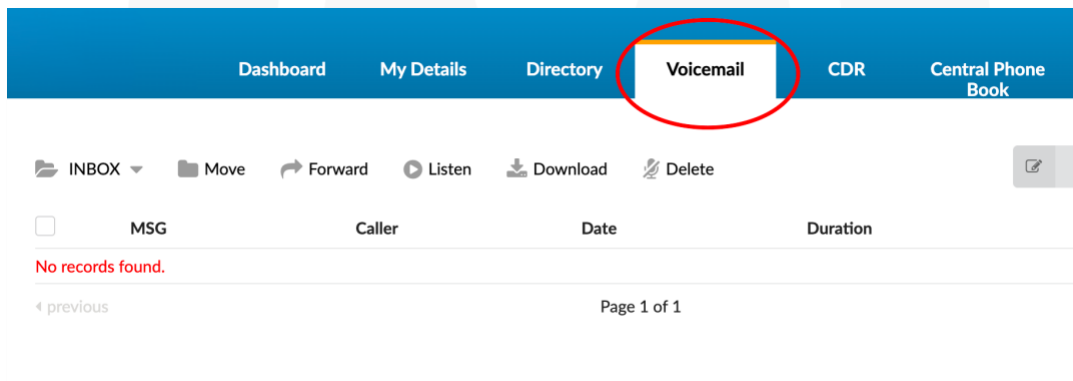 Dashboard My Details Directory Voicemail CDR Central Phone
Book
INBOX Move Forward Listen Download Delete
MSG Caller Date Duration
No records found.
previous Page 1 of 1